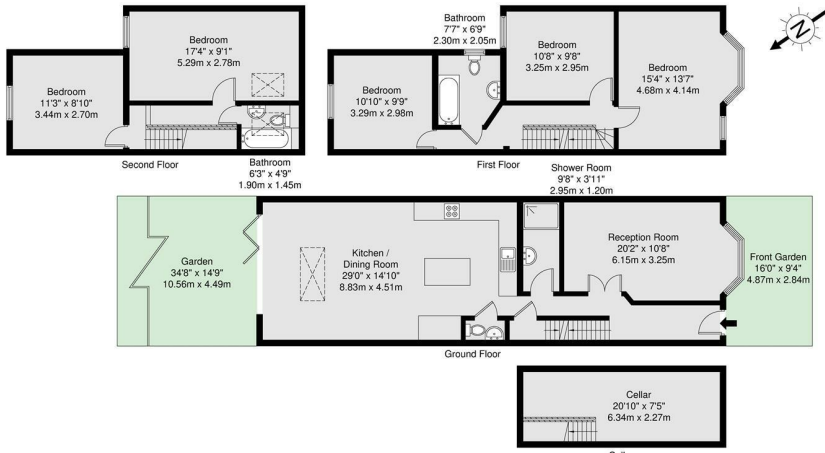 Bedroom
17'4" x 9'1"
5.29m x 2.78m
Bedroom
11'3" x 8'10"
3.44m x 2.70m
Second Floor
Bathroom
6'3" x 4'9"
1.90m x 1.45m
Bathroom
7'7" x 6'9"
2.30m x 2.05m
Bedroom
10'8" x 9'8"
3.25m x 2.95m
Bedroom
15'4" x 13'7"
4.68m x 4.14m
Bedroom
10'10" x 9'9"
3.29m x 2.98m
First Floor
N
Shower Room
9'8" x 3'11"
2.95m x 1.20m
Garden
34'8" x 14'9"
10.56m x 4.49m
Kitchen /
Dining Room
29'0" x 14'10"
8.83m x 4.51m
Reception Room
20'2" x 10'8"
6.15m x 3.25m
Front Garden
16'0" x 9'4"
4.87m x 2.84m
Ground Floor
Cellar
20'10" x 7'5"
6.34m x 2.27m